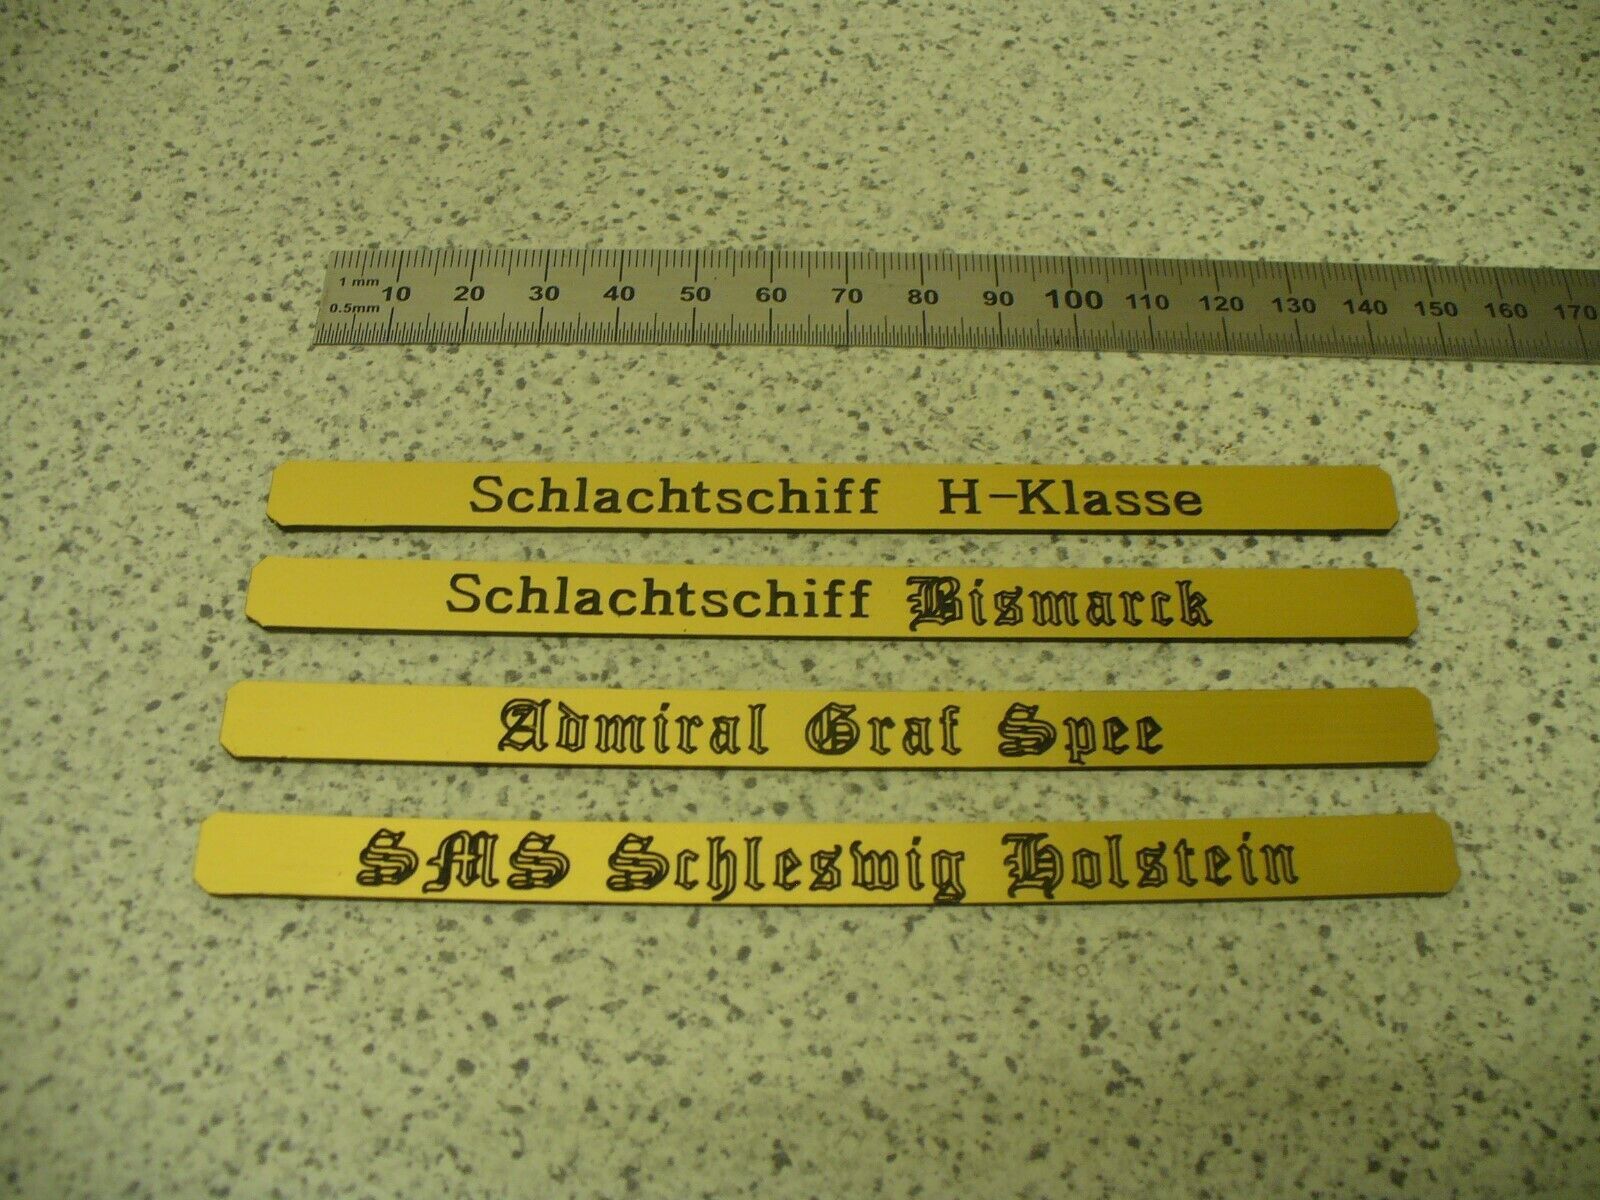 1 mm
0.5mm
10 20 30 40 50 60 70 80 90 100 110 120 130 140 150 160 170
Schlachtschiff H-Klasse
Schlachtschiff Bismarck
Admiral Graf Spee
SMS Schleswig Holstein